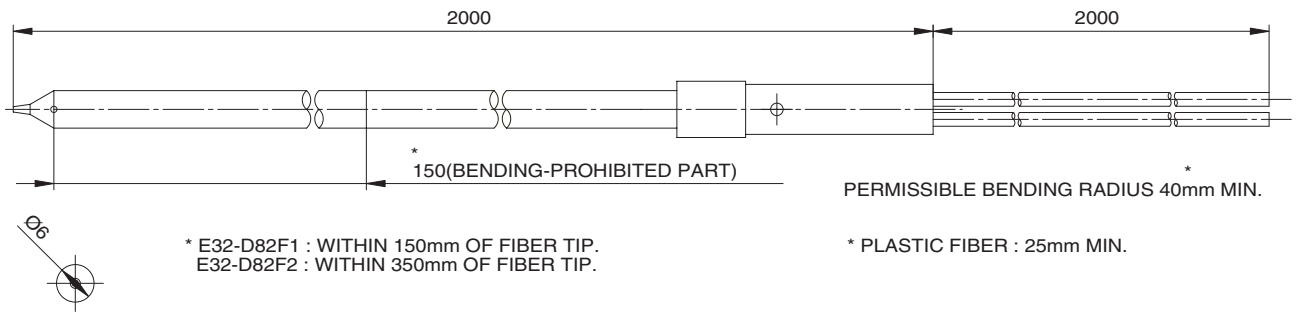 2000
2000
*
150(BENDING-PROHIBITED PART)
*
PERMISSIBLE BENDING RADIUS 40mm MIN.
Ø6
* E32-D82F1 : WITHIN 150mm OF FIBER TIP.
E32-D82F2 : WITHIN 350mm OF FIBER TIP.
* PLASTIC FIBER : 25mm MIN.